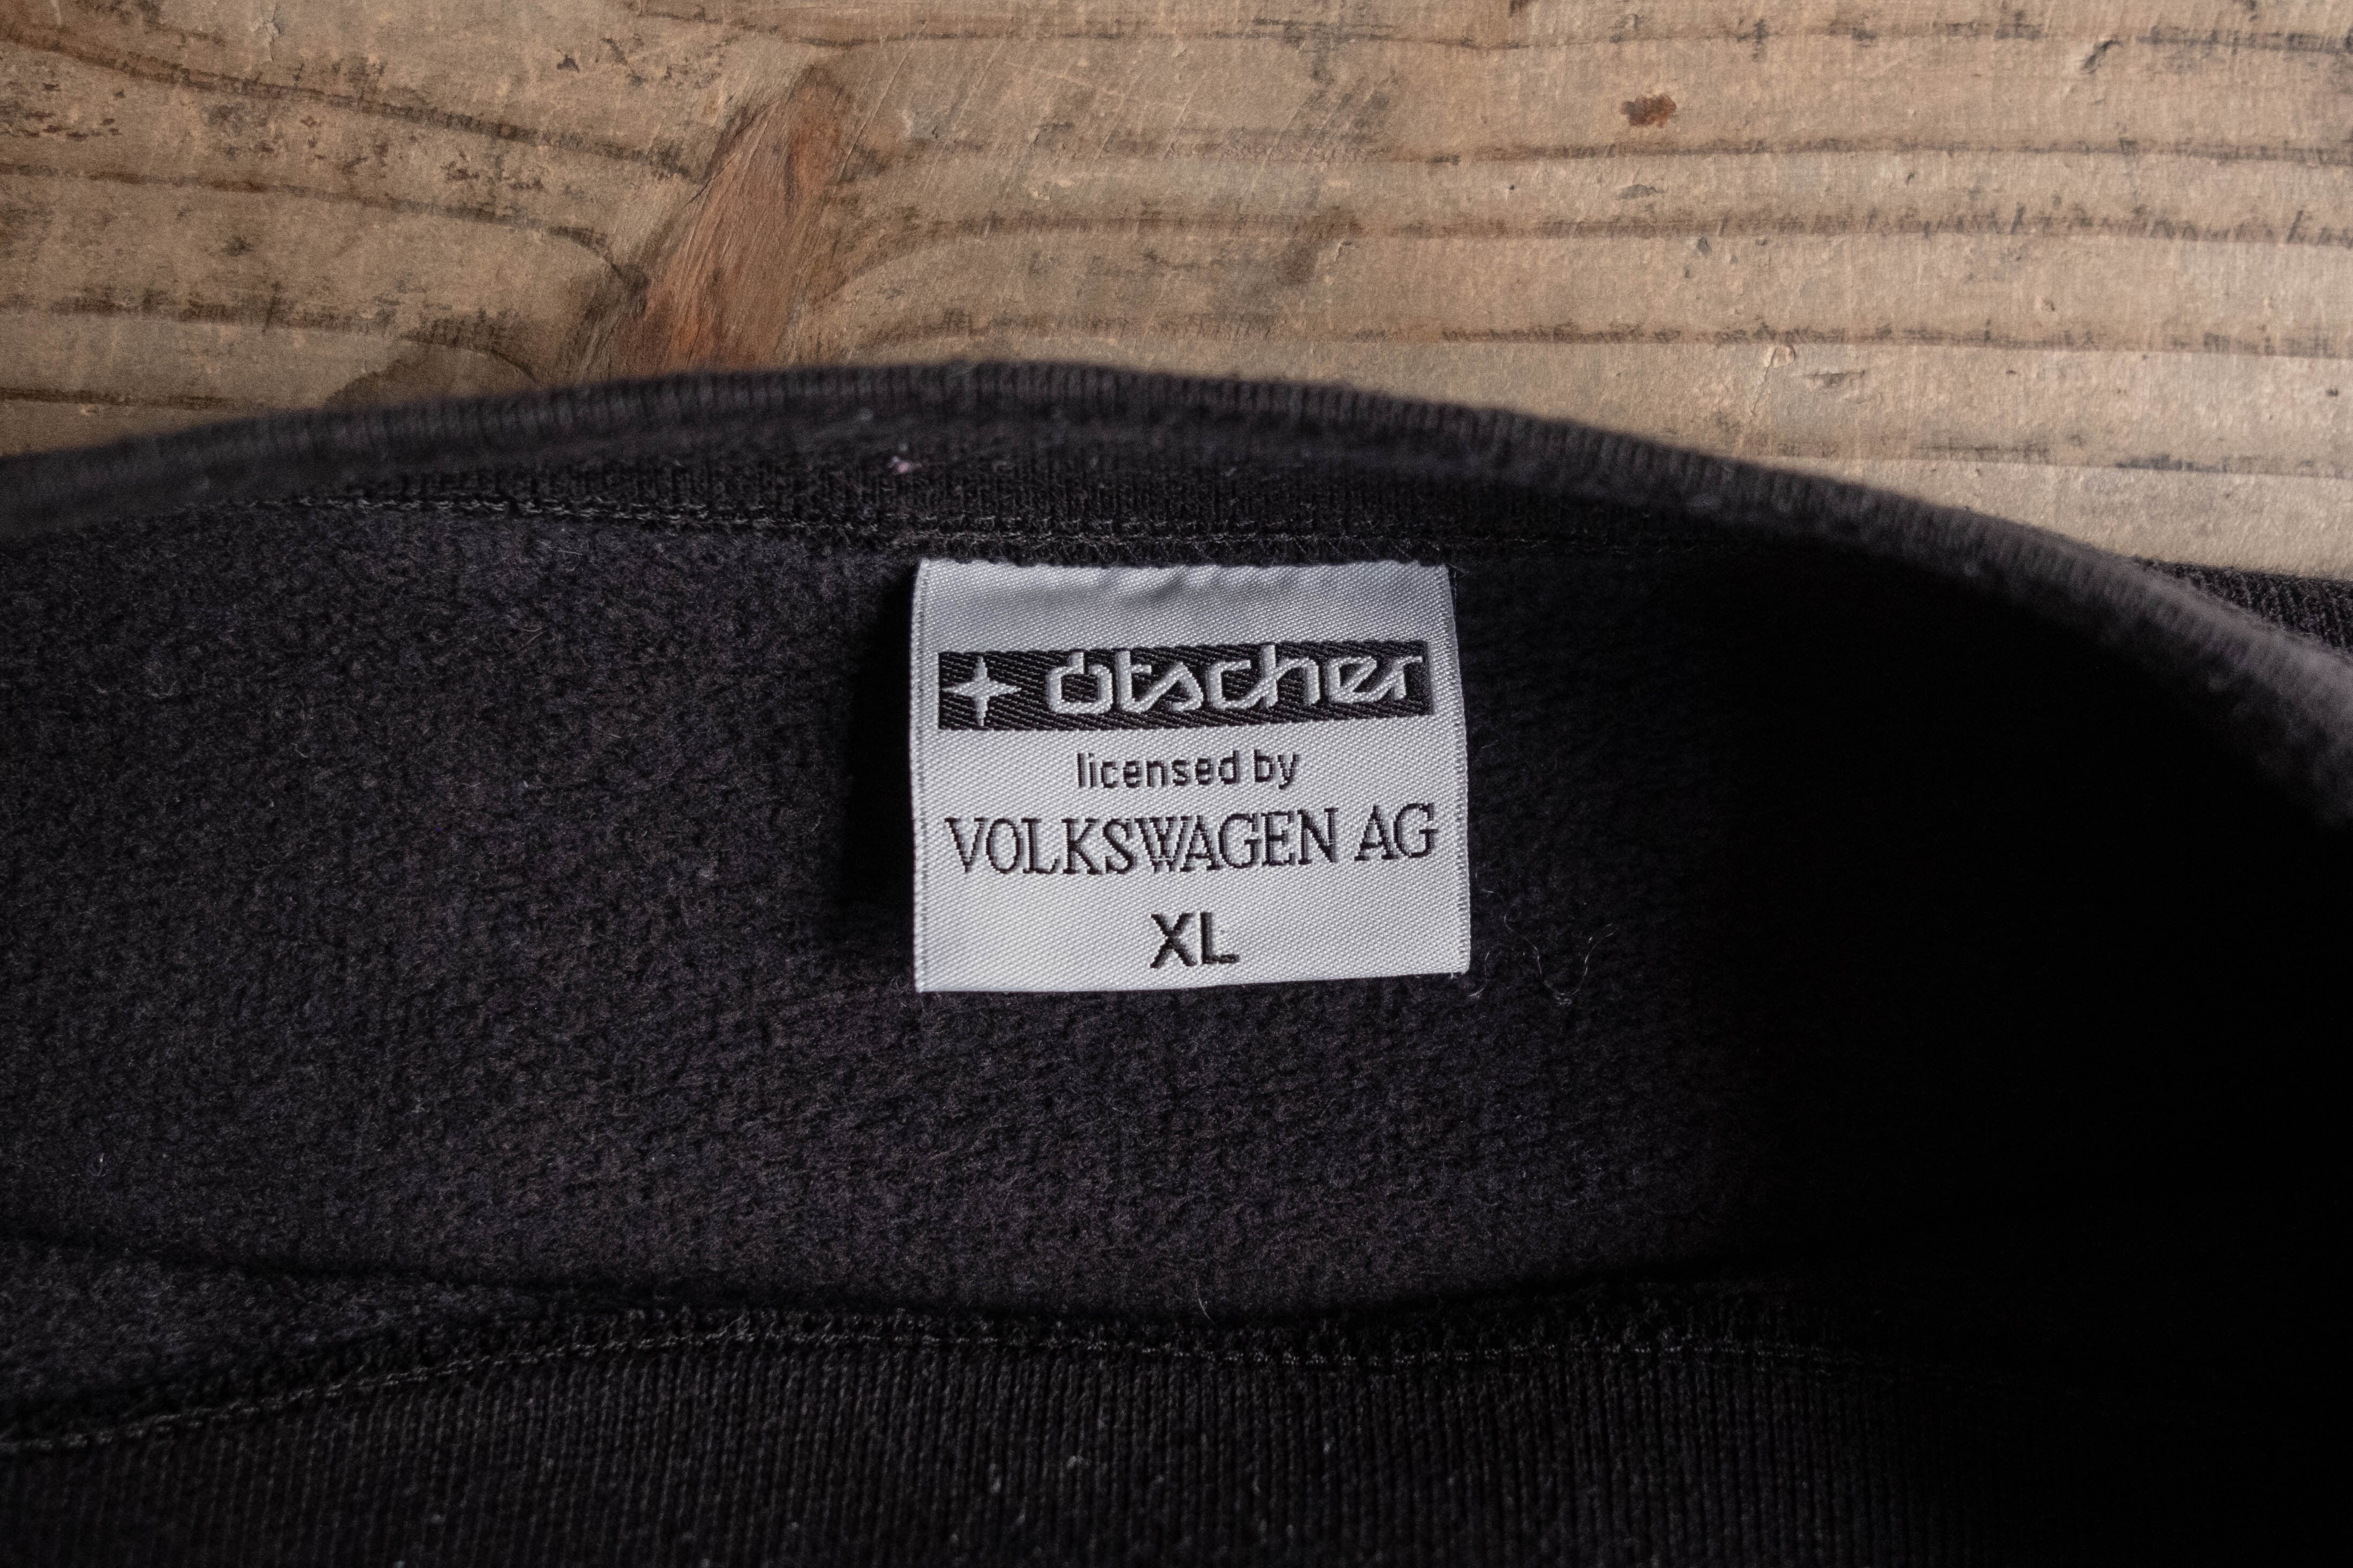 ötscher
licensed by
VOLKSWAGEN AG
XL